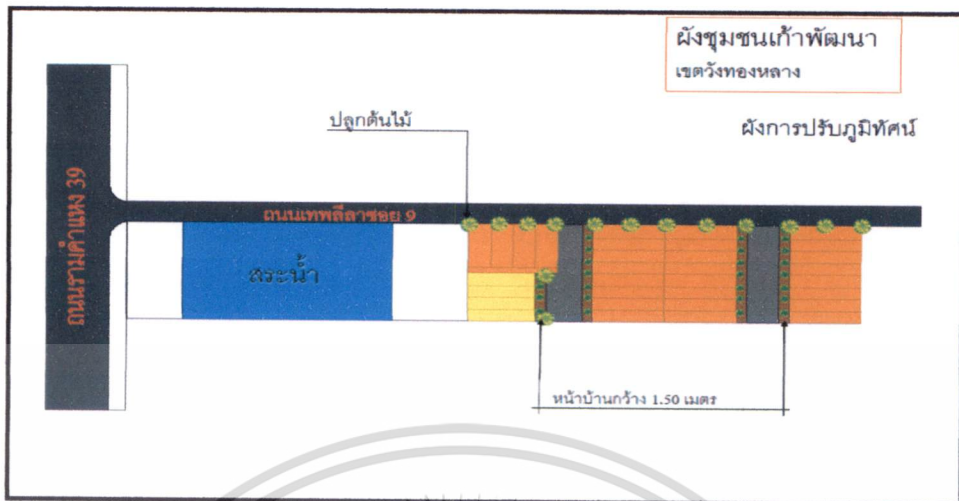 ผังชุมชนเก้าพัฒนา
เขตวังทองหลาง
ปลูกต้นไม้
ผังการปรับภูมิทัศน์
ถนนรามคำแหง 39
ถนนเทพลีลาซอย 9
สระน้ำ
หน้าบ้านกว้าง 1.50 เมตร